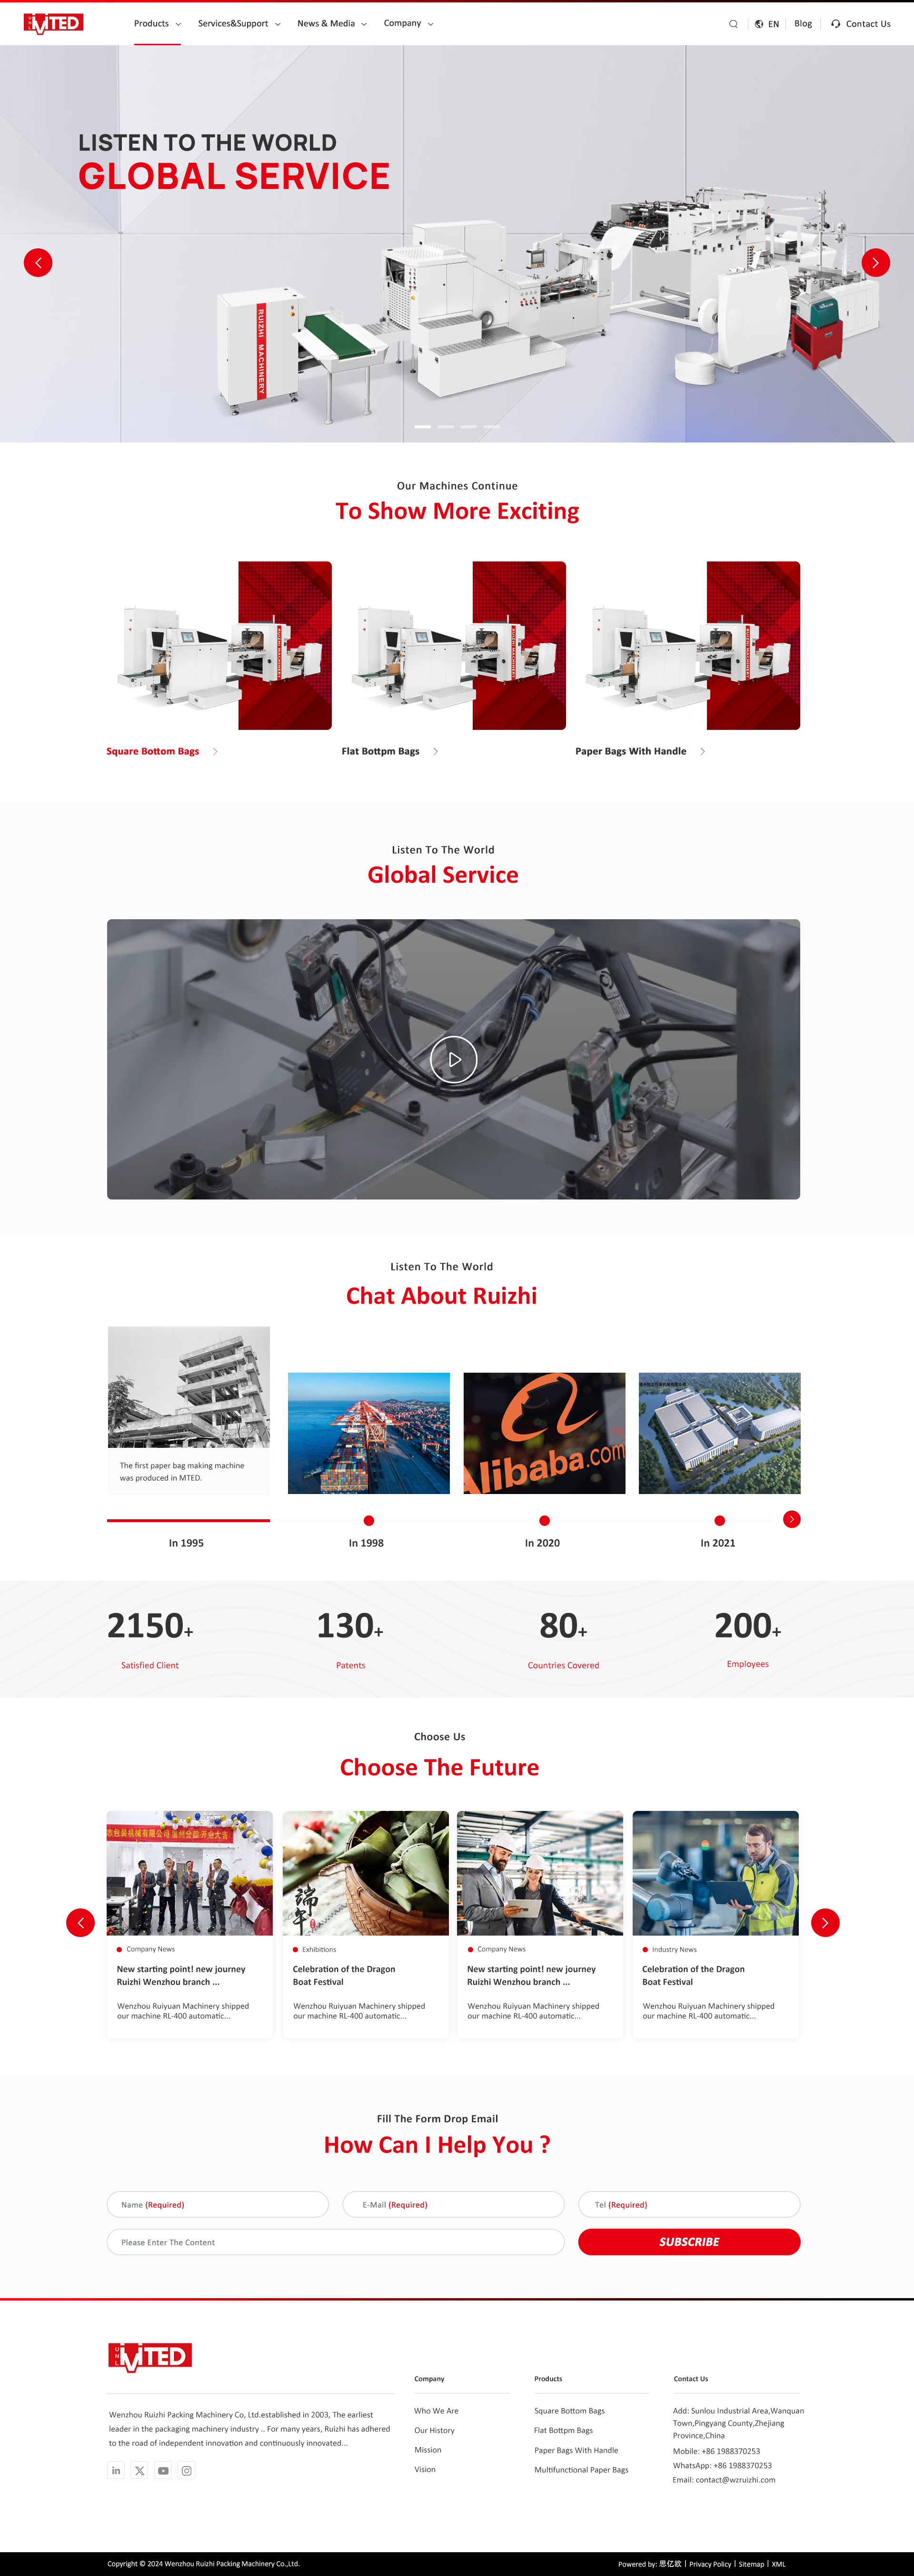 MTED
Products
Services&Support
News & Media
Company
EN
Blog
Contact Us
LISTEN TO THE WORLD
GLOBAL SERVICE
RUIZHI MACHINERY
Our Machines Continue
To Show More Exciting
Square Bottom Bags
Flat Bottpm Bags
Paper Bags With Handle
Listen To The World
Global Service
Listen To The World
Chat About Ruizhi
Alibaba.com
The first paper bag making machine
was produced in MTED.
In 1995
In 1998
In 2020
In 2021
2150+
130+
80+
200+
Satisfied Client
Patents
Countries Covered
Employees
Choose Us
Choose The Future
端午
Company News
New starting point! new journey
Ruizhi Wenzhou branch ...
Wenzhou Ruiyuan Machinery shipped
our machine RL-400 automatic...
Exhibitions
Celebration of the Dragon
Boat Festival
Wenzhou Ruiyuan Machinery shipped
our machine RL-400 automatic...
Company News
New starting point! new journey
Ruizhi Wenzhou branch ...
Wenzhou Ruiyuan Machinery shipped
our machine RL-400 automatic...
Industry News
Celebration of the Dragon
Boat Festival
Wenzhou Ruiyuan Machinery shipped
our machine RL-400 automatic...
Fill The Form Drop Email
How Can I Help You ?
Name (Required)
E-Mail (Required)
Tel (Required)
Please Enter The Content
SUBSCRIBE
MTED
Wenzhou Ruizhi Packing Machinery Co, Ltd.established in 2003, The earliest
leader in the packaging machinery industry .. For many years, Ruizhi has adhered
to the road of independent innovation and continuously innovated...
Company
Who We Are
Our History
Mission
Vision
Products
Square Bottom Bags
Flat Bottpm Bags
Paper Bags With Handle
Multifunctional Paper Bags
Contact Us
Add: Sunlou Industrial Area,Wanquan
Town,Pingyang County,Zhejiang
Province,China
Mobile: +86 1988370253
WhatsApp: +86 1988370253
Email: contact@wzruizhi.com
Copyright © 2024 Wenzhou Ruizhi Packing Machinery Co.,Ltd.
Powered by: 思亿欧 | Privacy Policy | Sitemap | XML